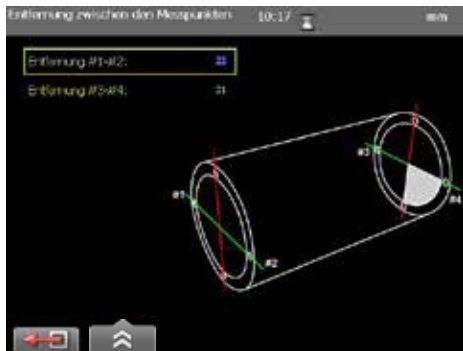 Entfernung zwischen den Messpunkten 10:17 mm
Entfernung #1-#2:
Entfernung #3-#4:
#3
#1
#4
#2